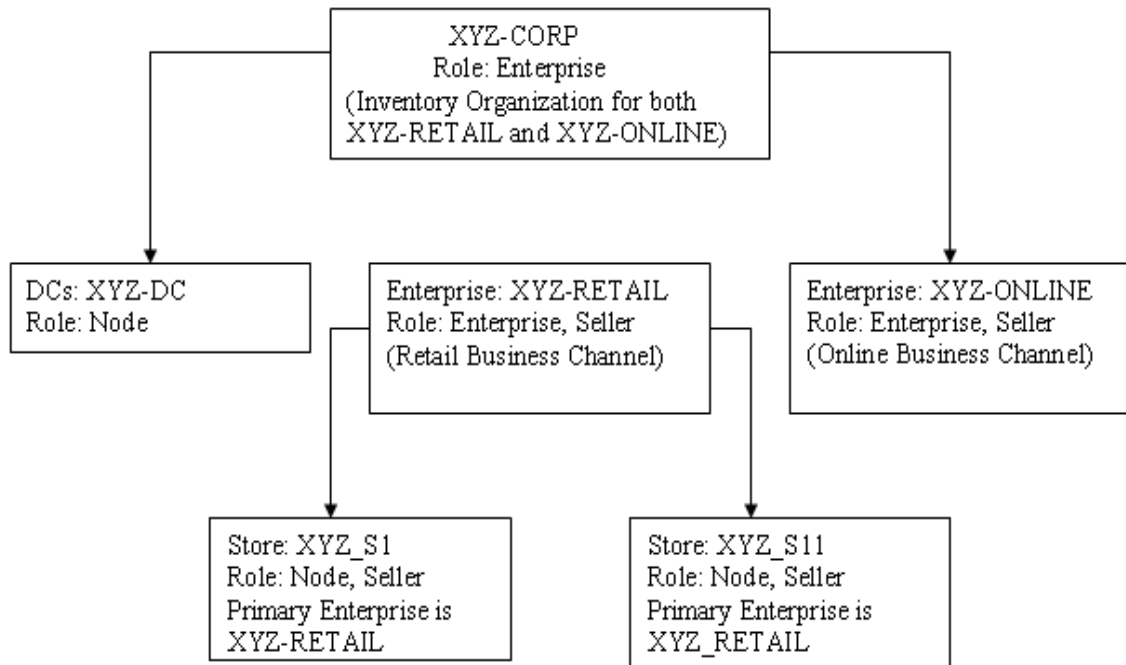 XYZ-CORP
Role: Enterprise
(Inventory Organization for both
XYZ-RETAIL and XYZ-ONLINE)
DCs: XYZ-DC
Role: Node
Enterprise: XYZ-RETAIL
Role: Enterprise, Seller
(Retail Business Channel)
Enterprise: XYZ-ONLINE
Role: Enterprise, Seller
(Online Business Channel)
Store: XYZ_S1
Role: Node, Seller
Primary Enterprise is
XYZ-RETAIL
Store: XYZ_S11
Role: Node, Seller
Primary Enterprise is
XYZ_RETAIL